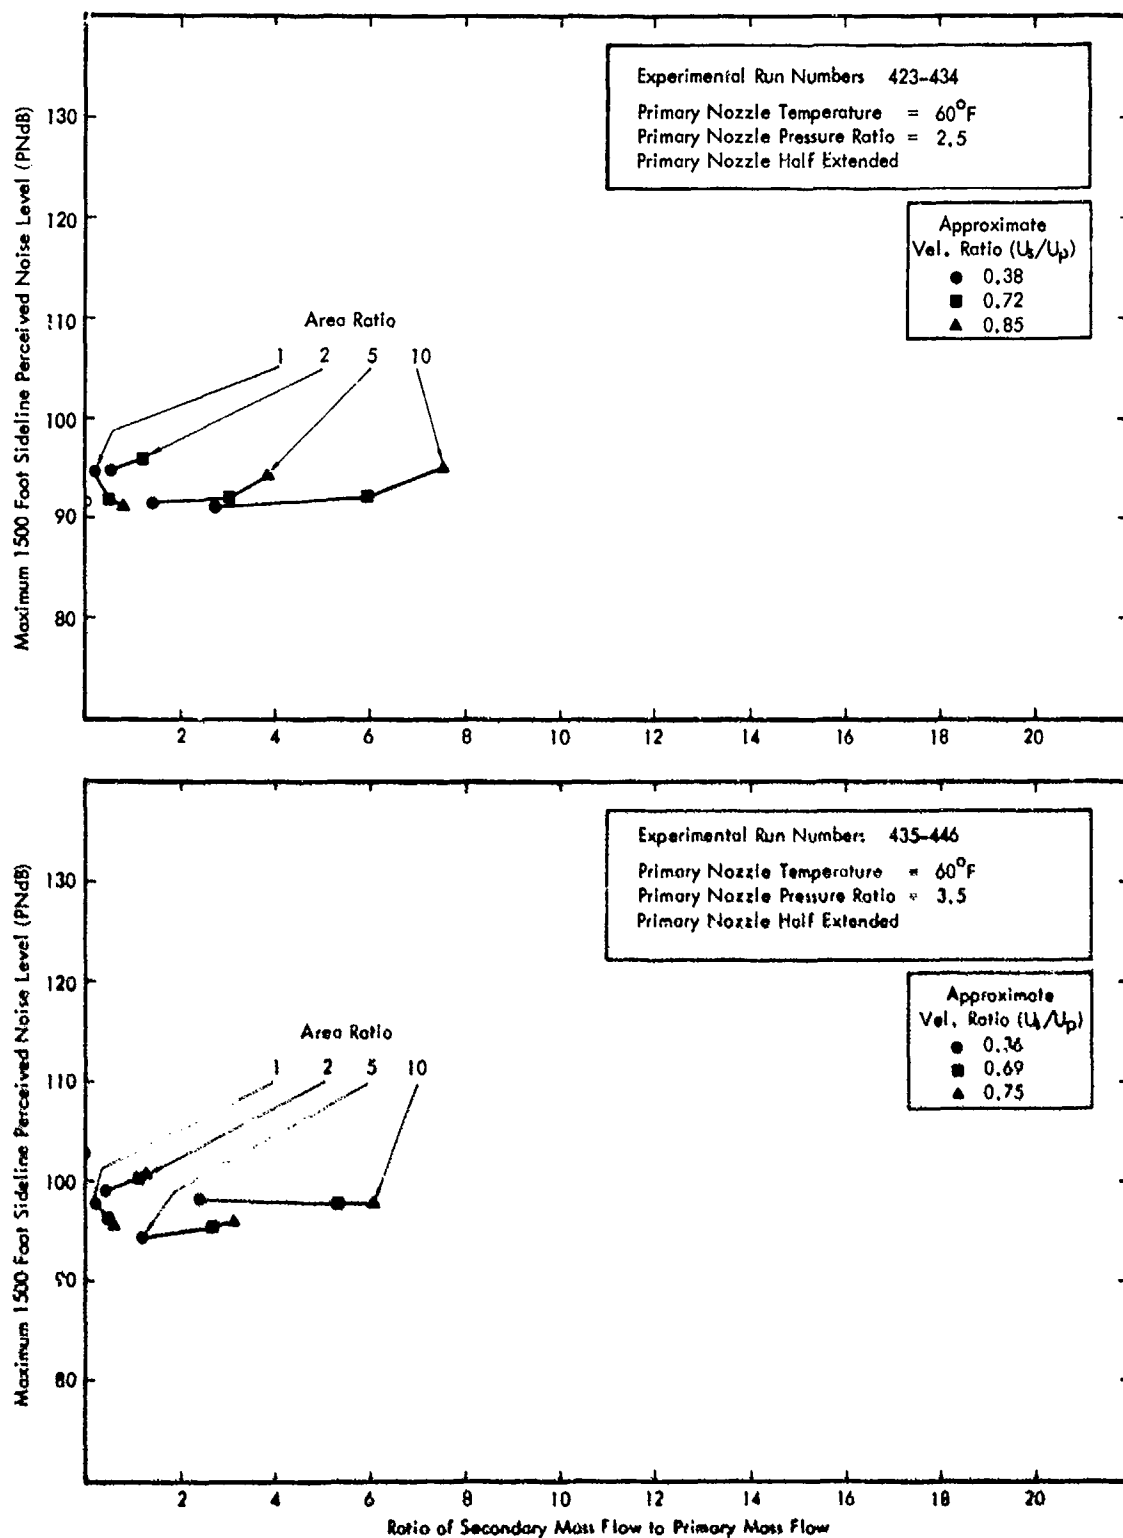 Maximum 1500 Foot Sideline Perceived Noise Level (PNdB)
130
120
110
100
90
80
Experimental Run Numbers 423-434
Primary Nozzle Temperature = 60°F
Primary Nozzle Pressure Ratio = 2.5
Primary Nozzle Half Extended
Approximate
Vel. Ratio (Us/Up)
0.38
0.72
0.85
Area Ratio
1 2 5 10
2 4 6 8 10 12 14 16 18 20
Maximum 1500 Foot Sideline Perceived Noise Level (PNdB)
130
120
110
100
90
80
Experimental Run Number: 435-446
Primary Nozzle Temperature = 60°F
Primary Nozzle Pressure Ratio = 3.5
Primary Nozzle Half Extended
Approximate
Vel. Ratio (Us/Up)
0.36
0.69
0.75
Area Ratio
1 2 5 10
2 4 6 8 10 12 14 16 18 20
Ratio of Secondary Mass Flow to Primary Mass Flow